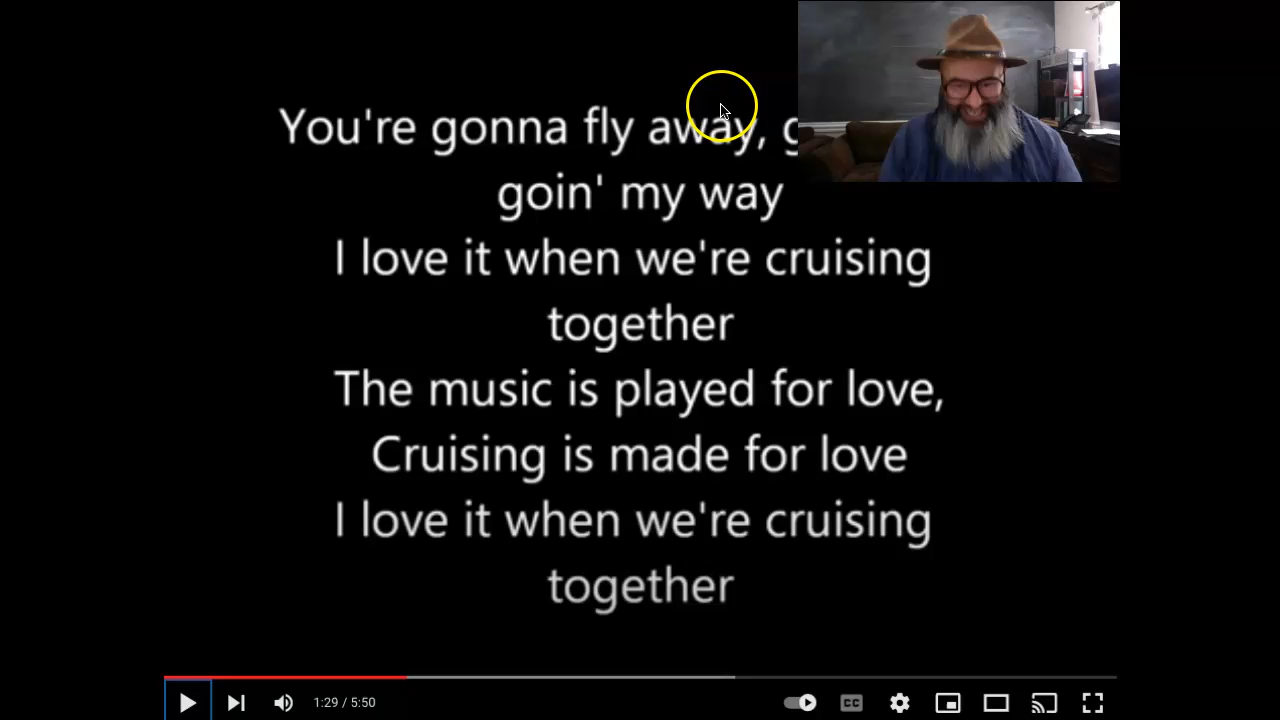 You're gonna fly away,
goin' my way
I love it when we're cruising
together
The music is played for love,
Cruising is made for love
I love it when we're cruising
together
1:29 / 5:50
CC